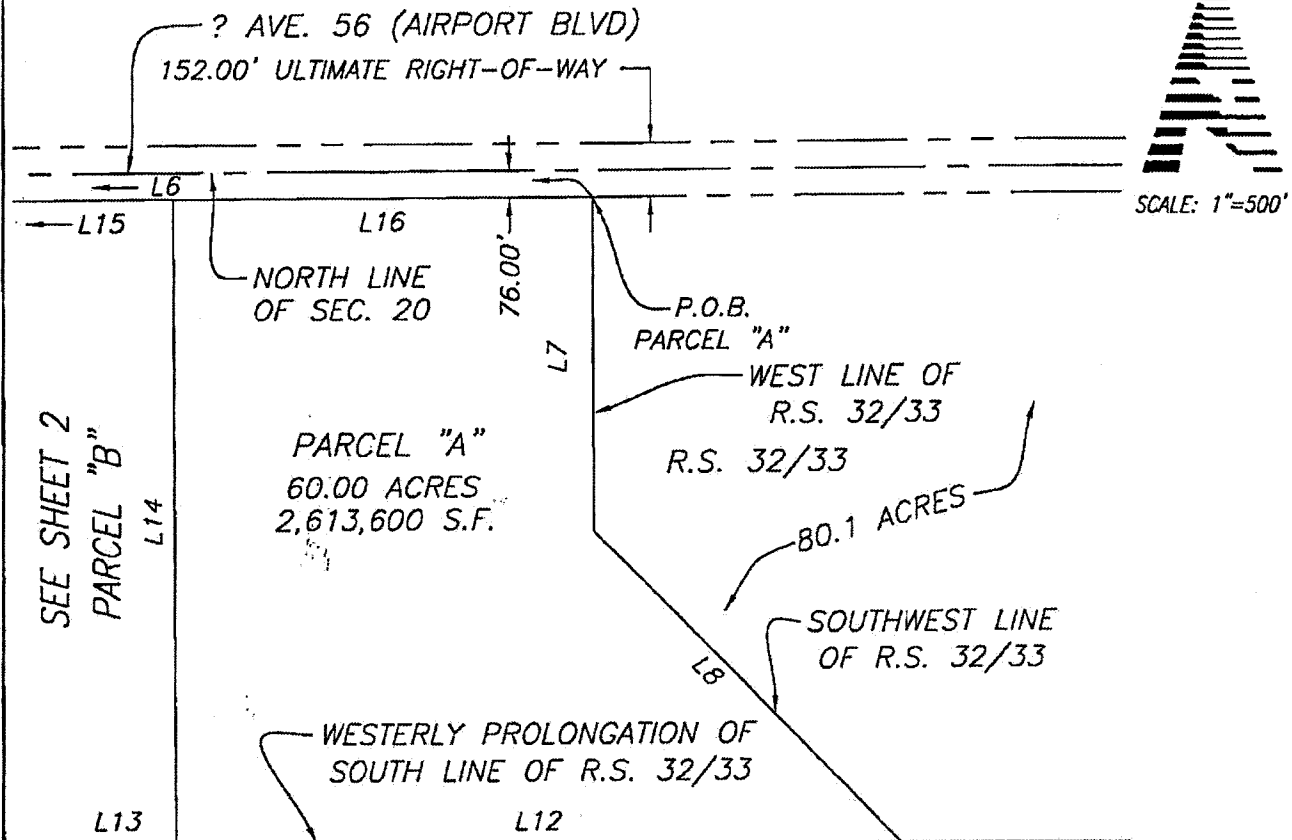 ? AVE. 56 (AIRPORT BLVD)
152.00' ULTIMATE RIGHT-OF-WAY
L6
SCALE: 1"=500'
L15
L16
76.00'
NORTH LINE
OF SEC. 20
P.O.B.
PARCEL "A"
L7
WEST LINE OF
R.S. 32/33
R.S. 32/33
PARCEL "A"
60.00 ACRES
2,613,600 S.F.
SEE SHEET 2
PARCEL "B"
L14
80.1 ACRES
SOUTHWEST LINE
OF R.S. 32/33
L8
WESTERLY PROLONGATION OF
SOUTH LINE OF R.S. 32/33
L13
L12